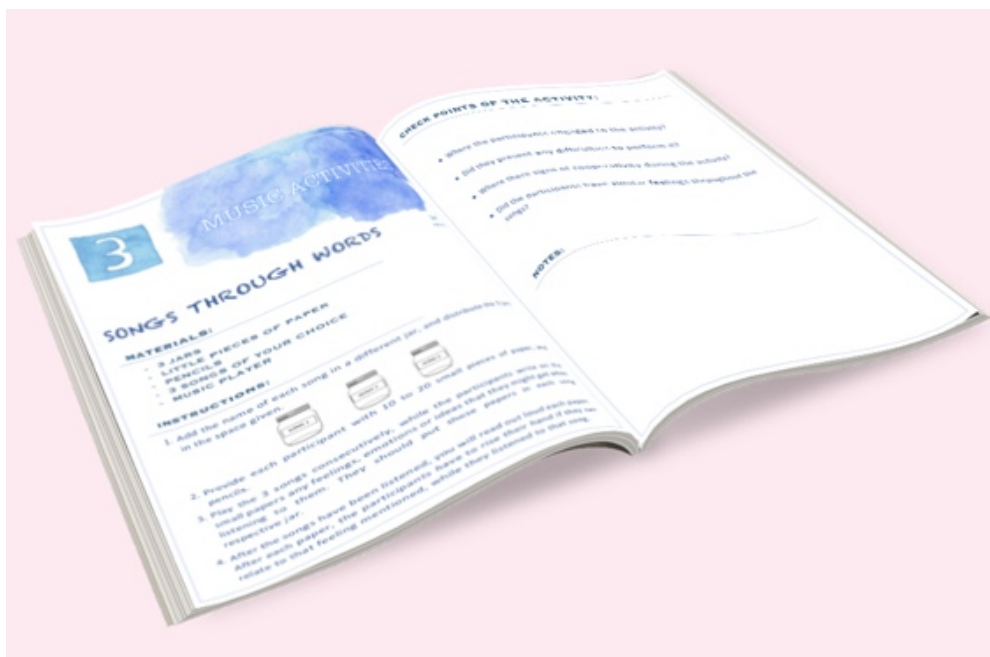 MUSIC ACTIVITIES
3
SONGS THROUGH WORDS
MATERIALS:
3 JARS
LITTLE PIECES OF PAPER
PENCILS
3 SONGS OF YOUR CHOICE
MUSIC PLAYER
INSTRUCTIONS:
1. Add the name of each song in a different jar, and distribute the
in the space given.
2. Provide each participant with 10 to 20 small pieces of paper and
pencils.
3. Play the 3 songs consecutively, while the participants write on the
small papers any feelings, emotions or ideas that they might get when
listening to them. They should put those papers in each song
respective jar.
4. After the songs have been listened, you will read out loud each paper.
After each paper, the participants have to rise their hand if they can
relate to that feeling mentioned, while they listened to that song.
CHECK POINTS OF THE ACTIVITY:
• Where the participants engaged to the activity?
• Did they present any difficulties to perform it?
• Where there signs of cooperativity during the activity?
• Did the participants have similar feelings throughout the
songs?
NOTES: